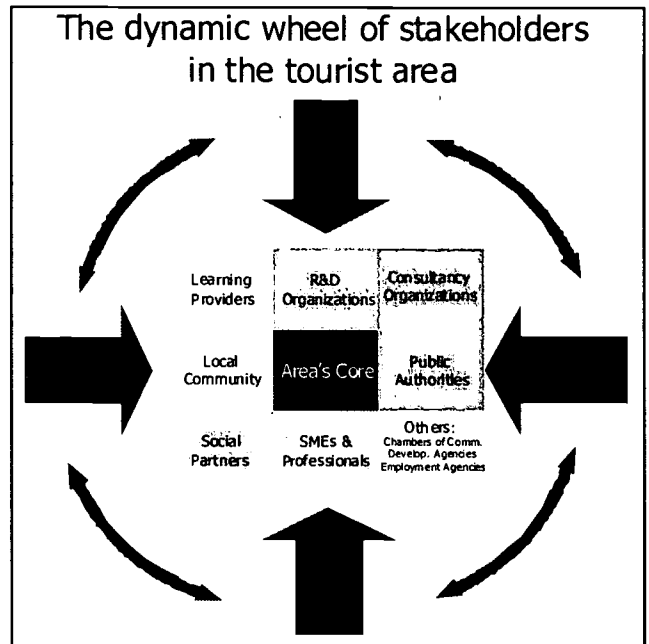 The dynamic wheel of stakeholders
in the tourist area
Learning
Providers
R&D
Organizations
Consultancy
Organizations
Local
Community
Area's Core
Public
Authorities
Social
Partners
SMEs &
Professionals
Others:
Chambers of Comm.
Develop. Agencies
Employment Agencies